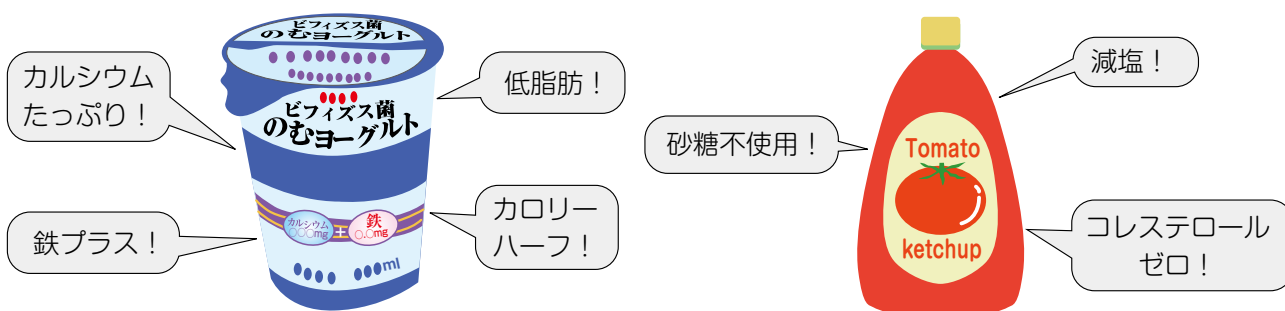 カルシウム
たっぷり！
鉄プラス！
ビフィズス菌
のむヨーグルト
ビフィズス菌
のむヨーグルト
カルシウム
○○○mg
鉄
○.○mg
ml
低脂肪！
カロリー
ハーフ！
砂糖不使用！
Tomato
ketchup
減塩！
コレステロール
ゼロ！